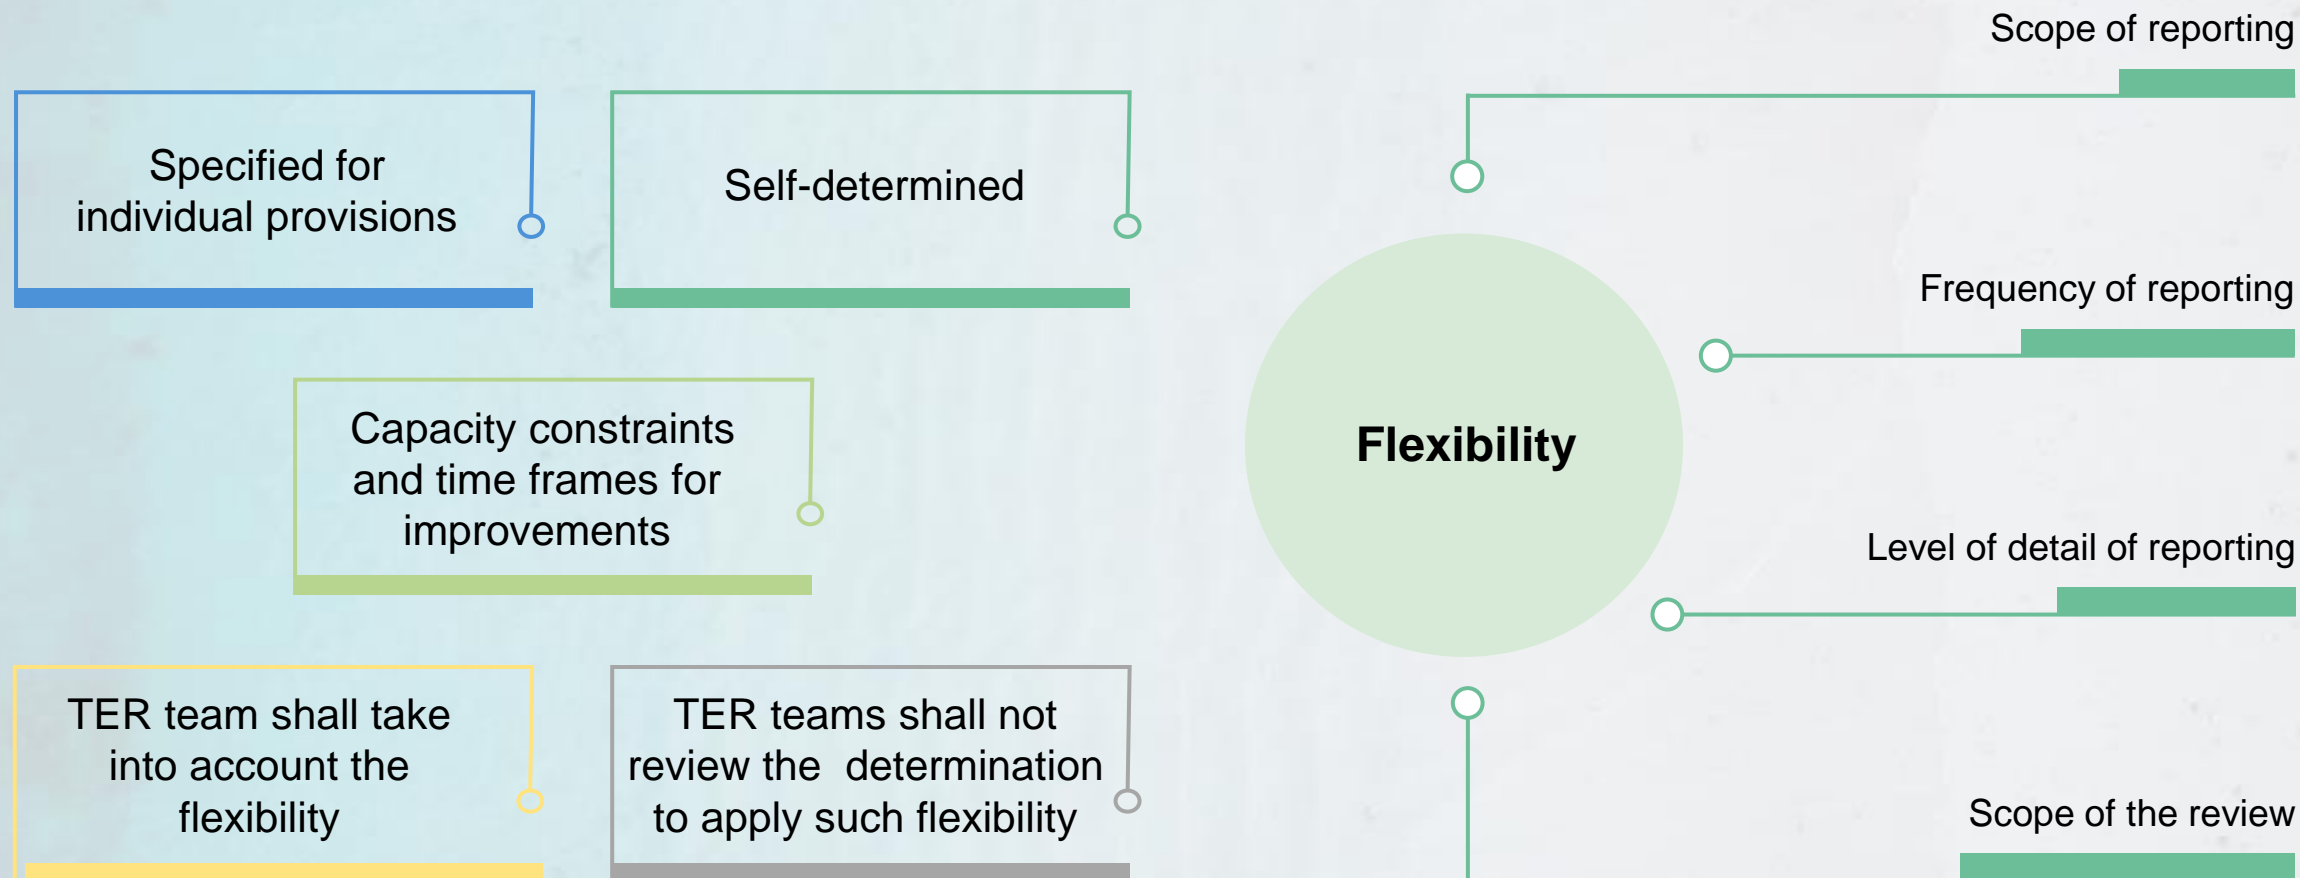 Specified for
individual provisions
Self-determined
Capacity constraints
and time frames for
improvements
TER team shall take
into account the
flexibility
TER teams shall not
review the  determination
to apply such flexibility
Flexibility
Scope of reporting
Frequency of reporting
Level of detail of reporting
Scope of the review